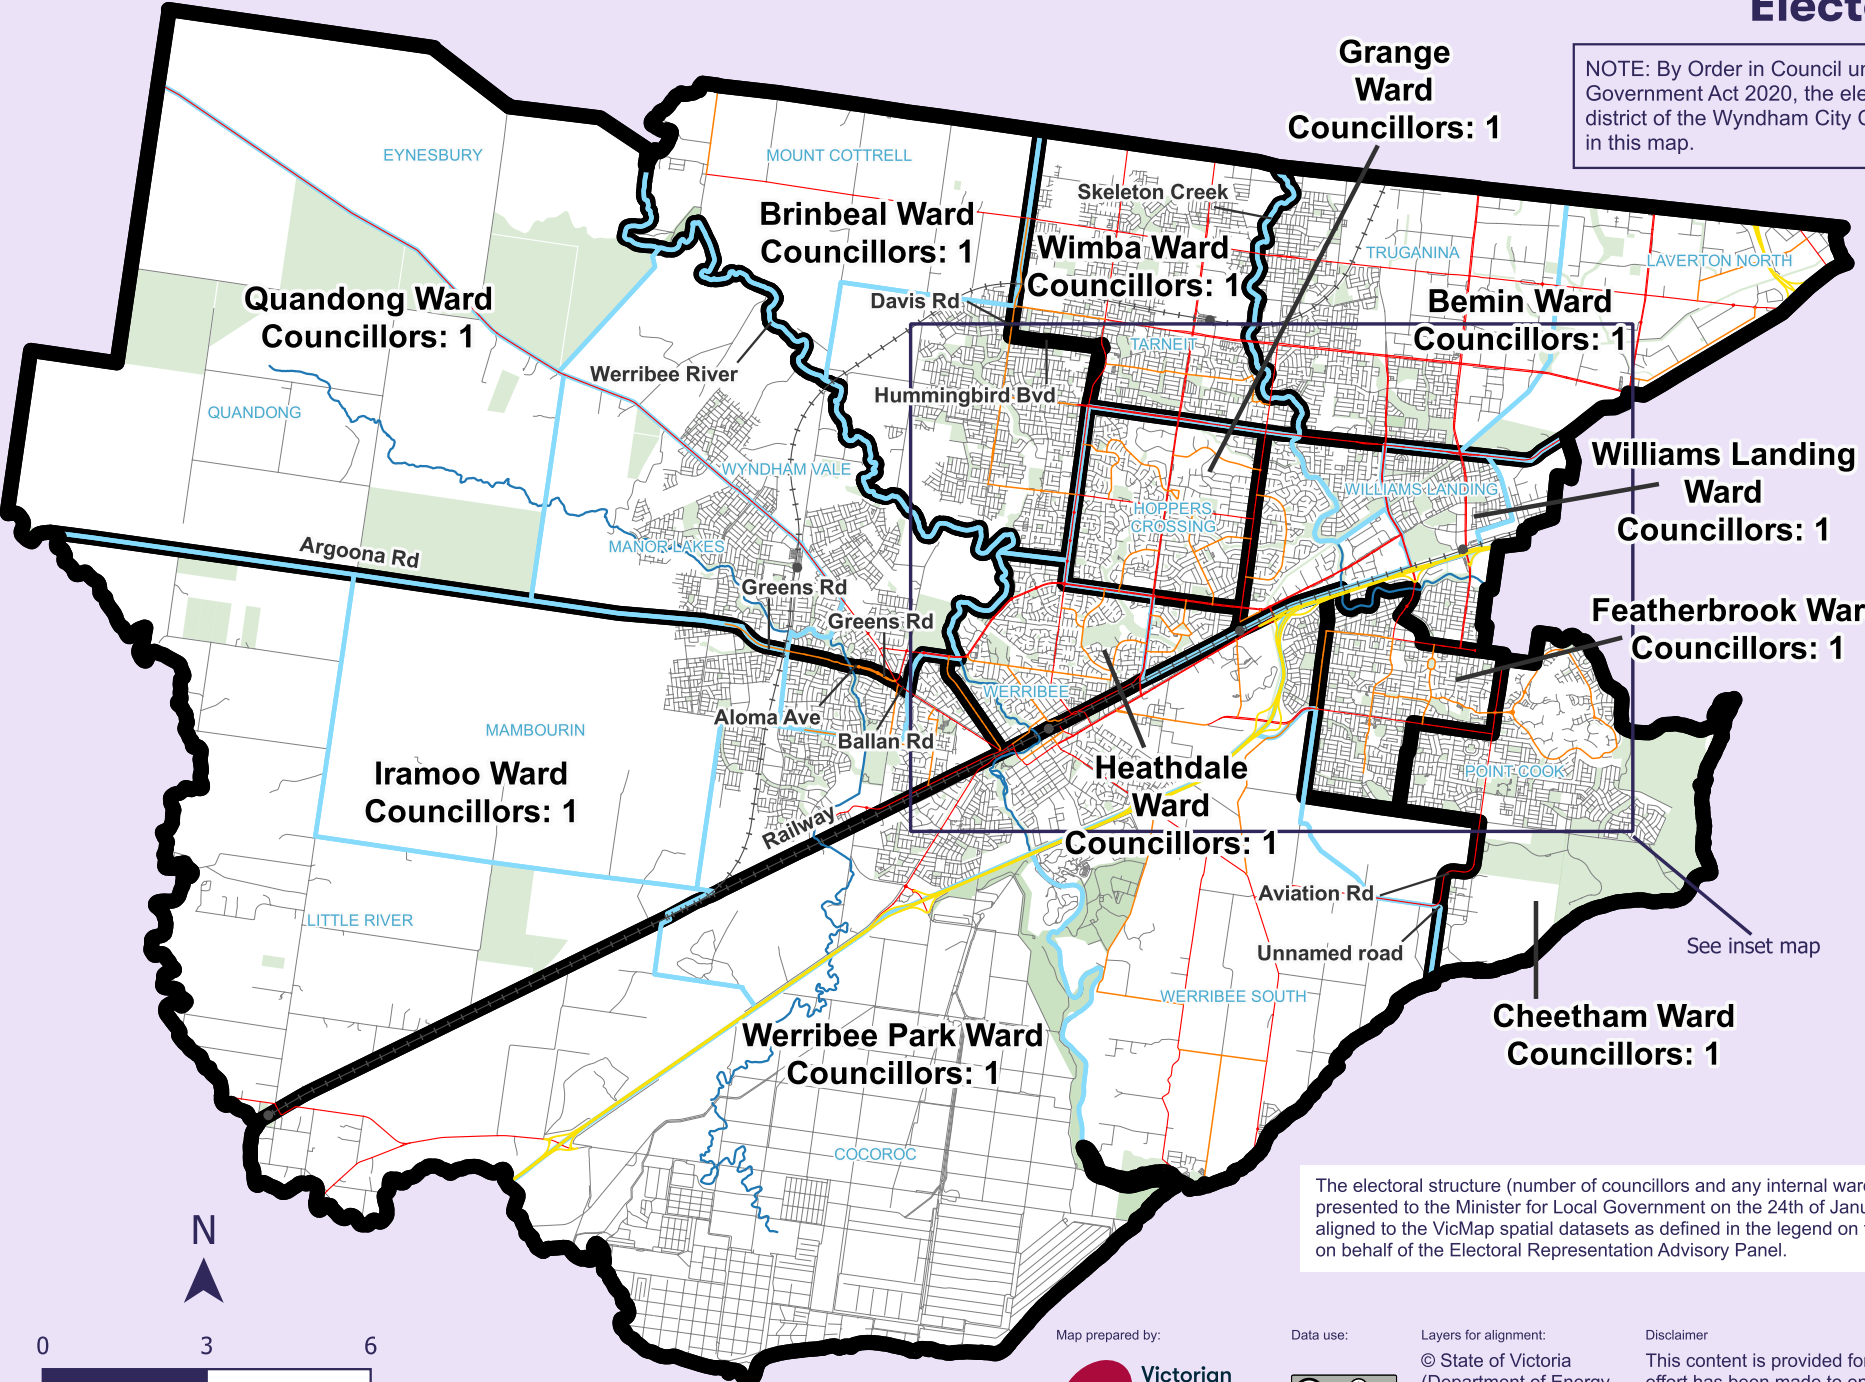 Grange
Ward
Councillors: 1
EYNESBURY
MOUNT COTTRELL
Skeleton Creek
Brinbeal Ward
Councillors: 1
Wimba Ward
Councillors: 1
TRUGANINA
LAVERTON NORTH
Quandong Ward
Councillors: 1
Davis Rd
Bemin Ward
Councillors: 1
TARNEIT
Werribee River
Hummingbird Bvd
QUANDONG
WYNDHAM VALE
Williams Landing
Ward
Councillors: 1
WILLIAMS LANDING
HOPPERS
CROSSING
Argoona Rd
MANOR LAKES
Greens Rd
Greens Rd
Featherbrook War
Councillors: 1
WERRIBEE
Aloma Ave
Ballan Rd
MAMBOURIN
Iramoo Ward
Councillors: 1
Heathdale
Ward
Councillors: 1
POINT COOK
Railway
Aviation Rd
LITTLE RIVER
Unnamed road
See inset map
WERRIBEE SOUTH
Cheetham Ward
Councillors: 1
Werribee Park Ward
Councillors: 1
COCOROC
NOTE: By Order in Council
Government Act 2020, the
district of the Wyndham City
in this map.
The electoral structure (number of councillors and any internal
presented to the Minister for Local Government on the 24th of
aligned to the VicMap spatial datasets as defined in the legend on
on behalf of the Electoral Representation Advisory Panel.
N
0 3 6
Map prepared by:
Victorian
Data use:
Layers for alignment:
© State of Victoria
(Department of Energy
Disclaimer
This content is provided
effort has been made to